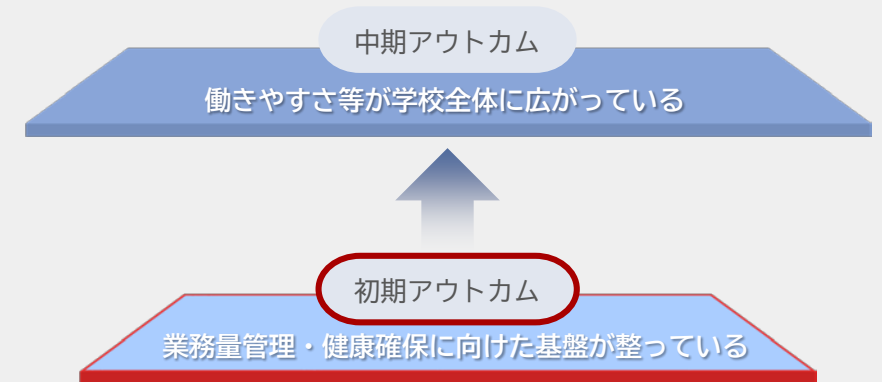 中期アウトカム
働きやすさ等が学校全体に広がっている
初期アウトカム
業務量管理・健康確保に向けた基盤が整っている